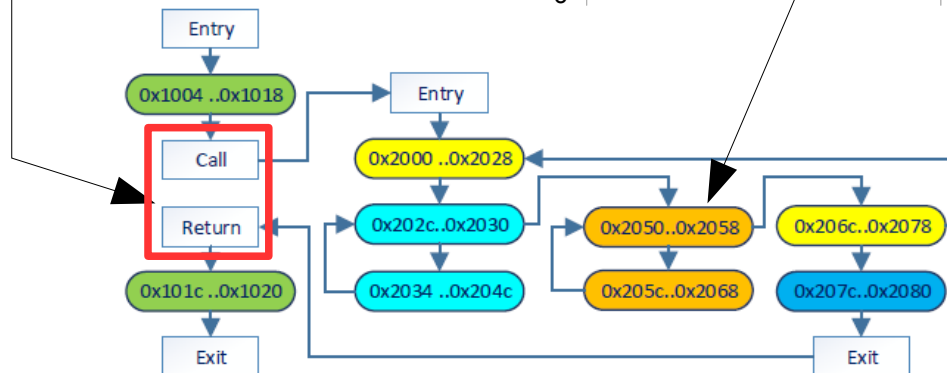 Entry
0x1004 ..0x1018
Call
Return
0x101c ..0x1020
Exit
Entry
0x2000 ..0x2028
0x202c..0x2030
0x2034 ..0x204c
0x2050..0x2058
0x205c..0x2068
0x206c..0x2078
0x207c..0x2080
Exit